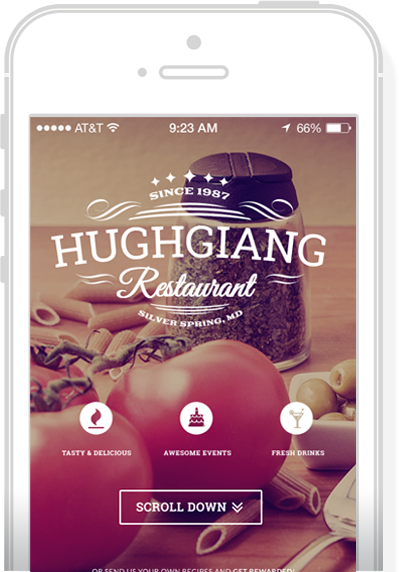 AT&T 9:23 AM 66%
SINCE 1987
HUGHGIANG
Restaurant
SILVER SPRING, MD
TASTY & DELICIOUS AWESOME EVENTS FRESH DRINKS
SCROLL DOWN
OR SEND US YOUR OWN RECIPES AND GET REWARDED!